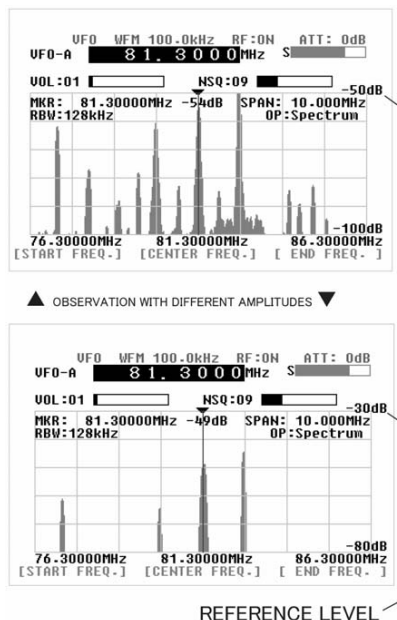 VFO WFM 100.0kHz RF:ON ATT: 0dB
VFO-A 81.3000MHz S
VOL:01 NSQ:09
-50dB
MKR: 81.30000MHz -54dB SPAN: 10.000MHz
RBW:128kHz OP:Spectrum
-100dB
76.30000MHz 81.30000MHz 86.30000MHz
[START FREQ.] [CENTER FREQ.] [ END FREQ. ]
▲ OBSERVATION WITH DIFFERENT AMPLITUDES ▼
VFO WFM 100.0kHz RF:ON ATT: 0dB
VFO-A 81.3000MHz S
VOL:01 NSQ:09
-30dB
MKR: 81.30000MHz -49dB SPAN: 10.000MHz
RBW:128kHz OP:Spectrum
-80dB
76.30000MHz 81.30000MHz 86.30000MHz
[START FREQ.] [CENTER FREQ.] [ END FREQ. ]
REFERENCE LEVEL